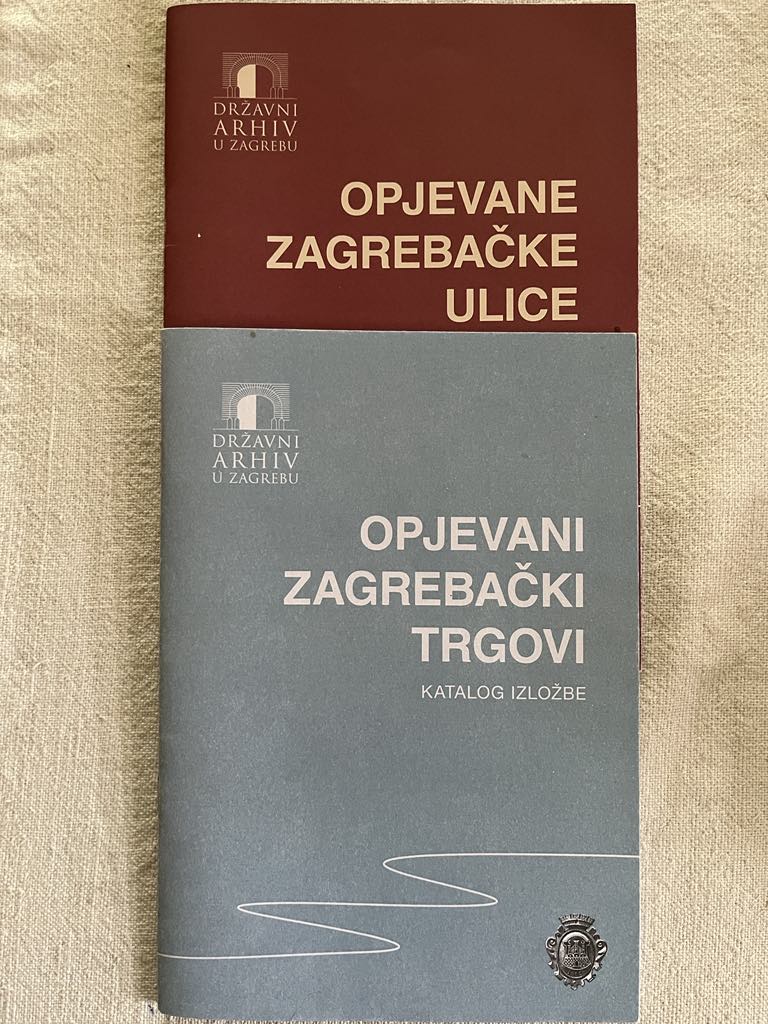 DRŽAVNI
ARHIV
U ZAGREBU
OPJEVANE
ZAGREBAČKE
ULICE
DRŽAVNI
ARHIV
U ZAGREBU
OPJEVANI
ZAGREBAČKI
TRGOVI
KATALOG IZLOŽBE